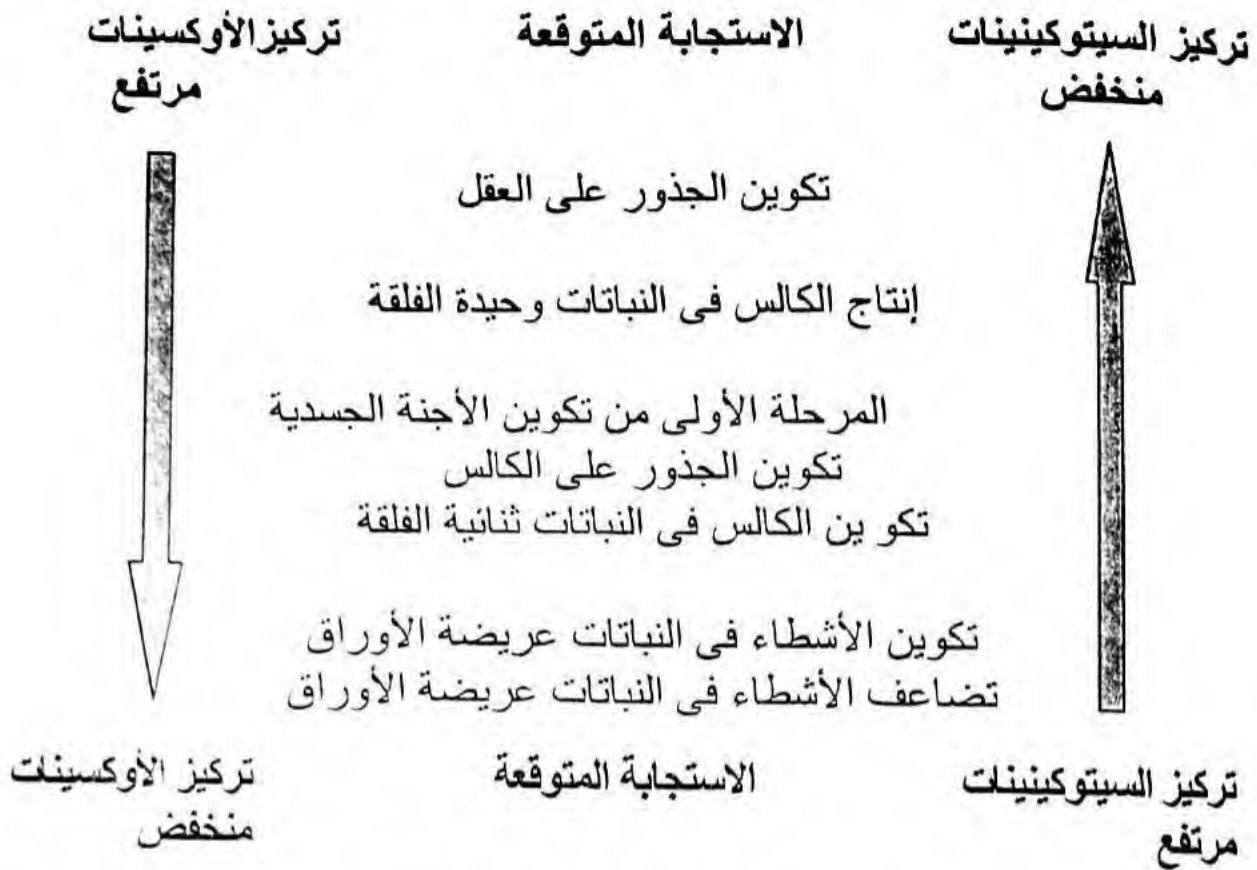 تركيز السيتوكينينات الاستجابة المتوقعة تركيز الأوكسينات
منخفض مرتفع
تكوين الجذور على العقل
إنتاج الكالس فى النباتات وحيدة الفلقة
المرحلة الأولى من تكوين الأجنة الجسدية
تكوين الجذور على الكالس
تكو ين الكالس فى النباتات ثنائية الفلقة
تكوين الأشطاء فى النباتات عريضة الأوراق
تضاعف الأشطاء فى النباتات عريضة الأوراق
تركيز السيتوكينينات الاستجابة المتوقعة تركيز الأوكسينات
مرتفع منخفض